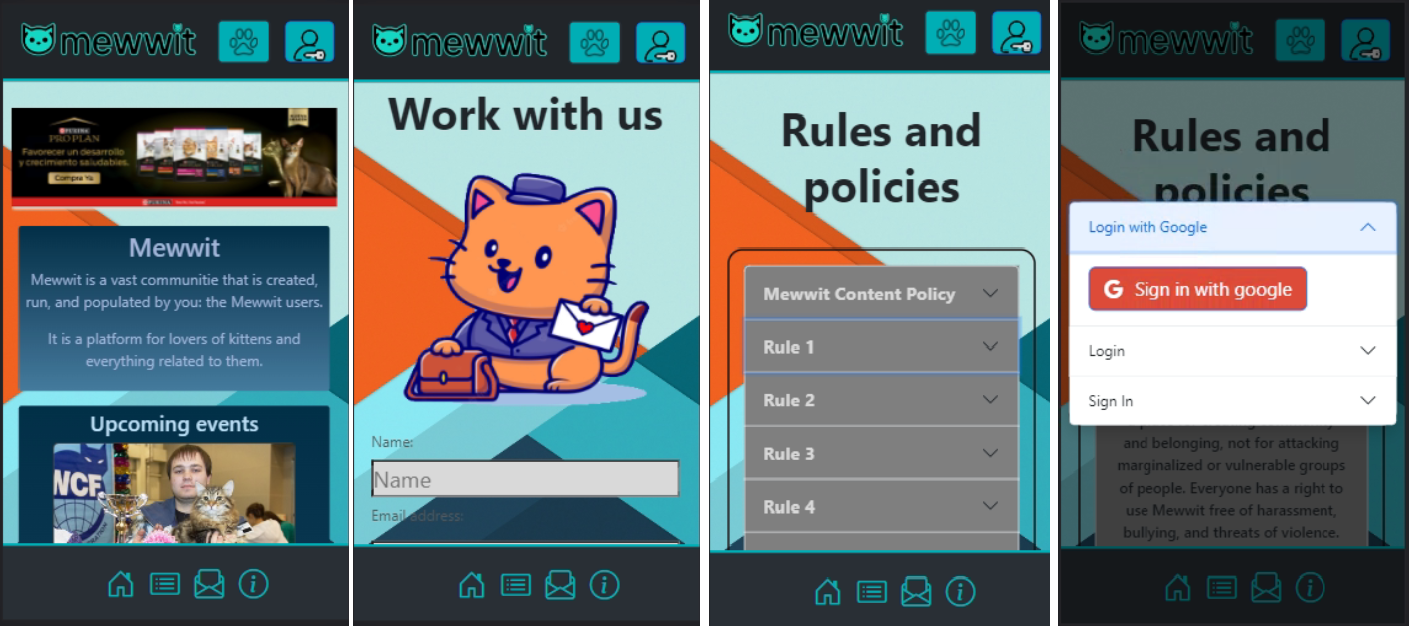 mewwit
PURINA
PRO PLAN
Favorecer un desarrollo
y crecimiento saludables.
Compra Ya
PURINA
Mewwit
Mewwit is a vast communitie that is created,
run, and populated by you: the Mewwit users.
It is a platform for lovers of kittens and
everything related to them.
Upcoming events
WCF
mewwit
Work with us
Name:
Name
Email address:
mewwit
Rules and
policies
Mewwit Content Policy
Rule 1
Rule 2
Rule 3
Rule 4
mewwit
Rules and
policies
Login with Google
G Sign in with google
Login
Sign In
and belonging, not for attacking
marginalized or vulnerable groups
of people. Everyone has a right to
use Mewwit free of harassment,
bullying, and threats of violence.